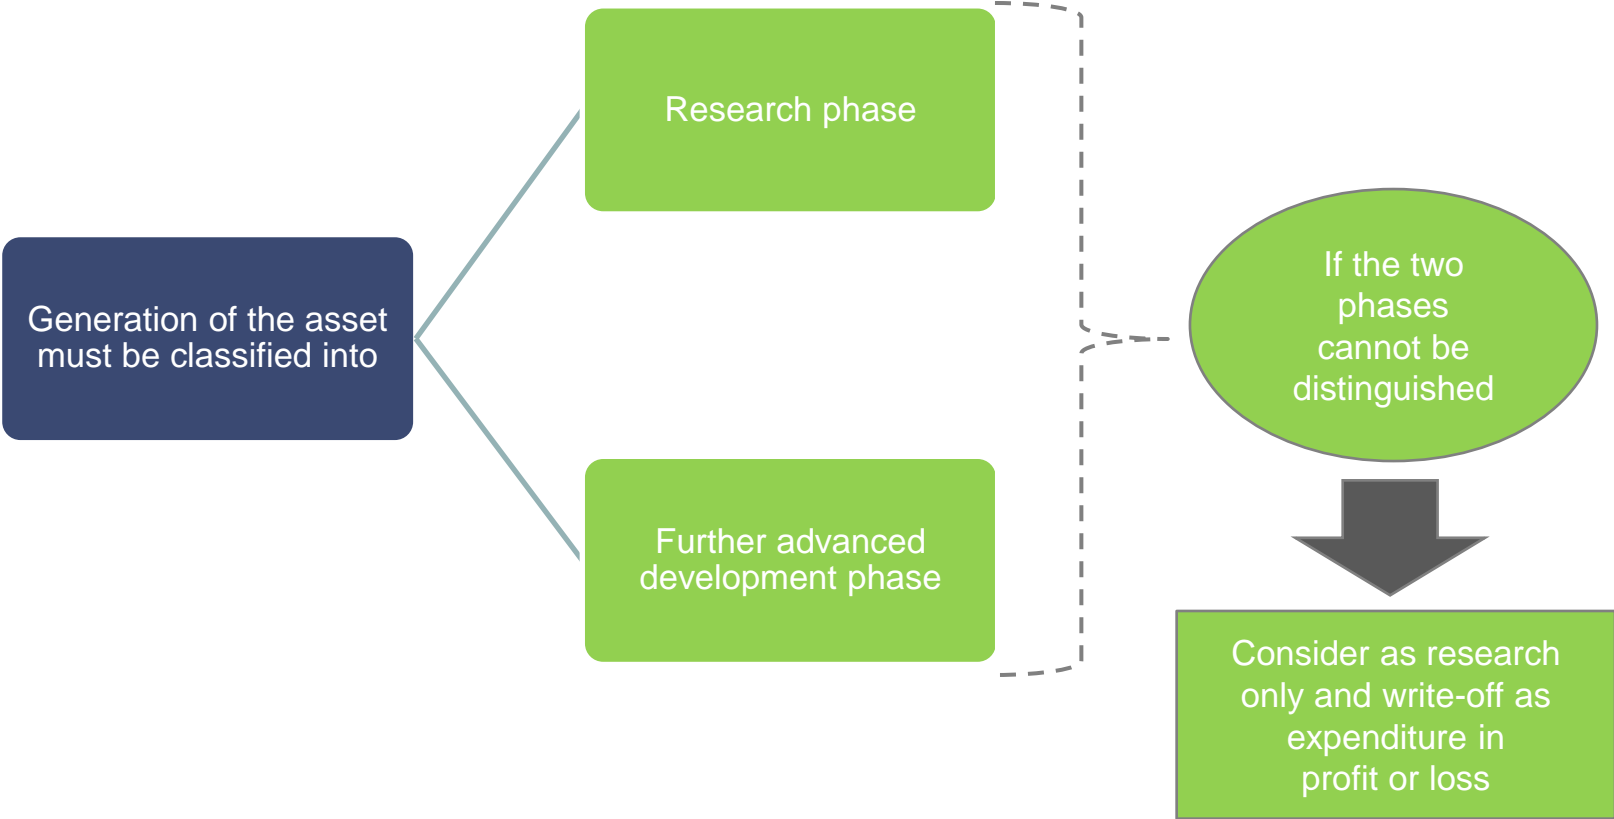 Generation of the asset
must be classified into
Research phase
Further advanced
development phase
If the two
phases
cannot be
distinguished
Consider as research
only and write-off as
expenditure in
profit or loss